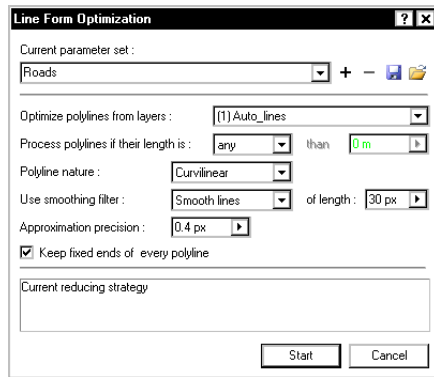 Line Form Optimization
Current parameter set :
Roads
Optimize polylines from layers : (1) Auto_lines
Process polylines if their length is : any than 0 m
Polyline nature : Curvilinear
Use smoothing filter : Smooth lines of length : 30 px
Approximation precision : 0.4 px
Keep fixed ends of every polyline
Current reducing strategy
Start Cancel